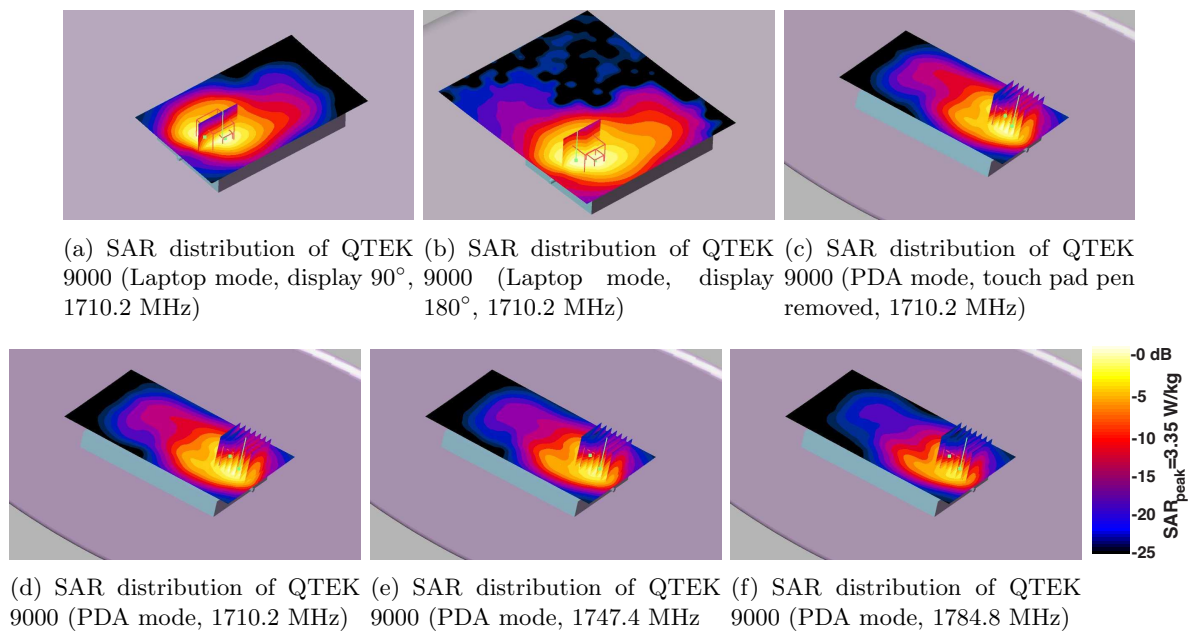 (a) SAR distribution of QTEK
9000 (Laptop mode, display 90°,
1710.2 MHz)
(b) SAR distribution of QTEK
9000 (Laptop mode, display
180°, 1710.2 MHz)
(c) SAR distribution of QTEK
9000 (PDA mode, touch pad pen
removed, 1710.2 MHz)
-0 dB
-5
-10
-15
-20
-25
SARpeak=3.35 W/kg
(d) SAR distribution of QTEK
9000 (PDA mode, 1710.2 MHz)
(e) SAR distribution of QTEK
9000 (PDA mode, 1747.4 MHz
(f) SAR distribution of QTEK
9000 (PDA mode, 1784.8 MHz)